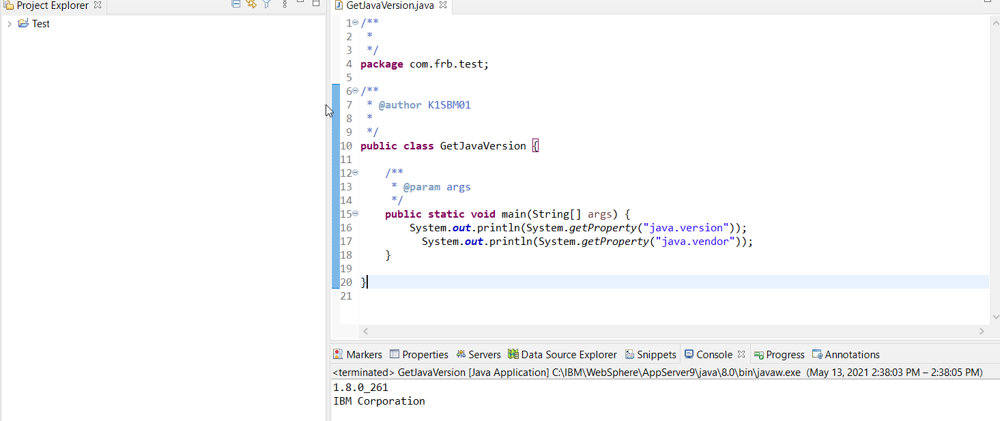 Project Explorer
Test
GetJavaVersion.java
1 /**
2  *
3  */
4 package com.frb.test;
5
6 /**
7  * @author K1SBM01
8  *
9  */
10 public class GetJavaVersion {
11
12     /**
13      * @param args
14      */
15     public static void main(String[] args) {
16         System.out.println(System.getProperty("java.version"));
17           System.out.println(System.getProperty("java.vendor"));
18     }
19
20 }
21
Markers Properties Servers Data Source Explorer Snippets Console Progress Annotations
<terminated> GetJavaVersion [Java Application] C:\IBM\WebSphere\AppServer9\java\8.0\bin\javaw.exe (May 13, 2021 2:38:03 PM – 2:38:05 PM)
1.8.0_261
IBM Corporation